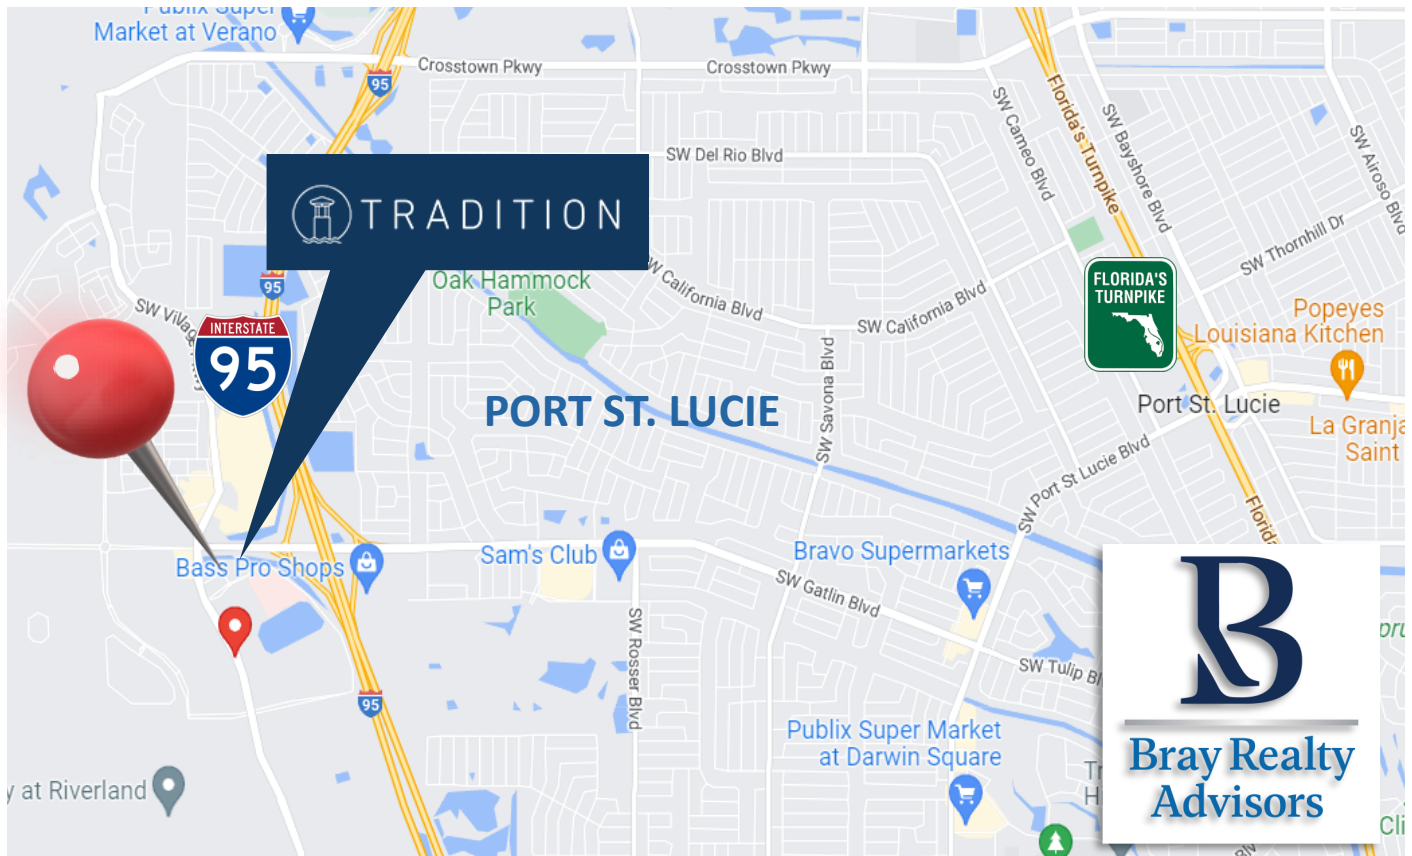 Publix Super
Market at Verano
95
Crosstown Pkwy
Crosstown Pkwy
SW Cameo Blvd
Florida's Turnpike
SW Bayshore Blvd
SW Airoso Blvd
SW Del Rio Blvd
TRADITION
SW Thornhill Dr
95
Oak Hammock
Park
W California Blvd
SW California Blvd
FLORIDA'S
TURNPIKE
Popeyes
Louisiana Kitchen
SW Villag
INTERSTATE
95
PORT ST. LUCIE
SW Savona Blvd
Port St. Lucie
La Granja
Saint
SW Port St Lucie Blvd
Florida
Bass Pro Shops
Sam's Club
Bravo Supermarkets
SW Gatlin Blvd
SW Rosser Blvd
SW Tulip Bl
95
Publix Super Market
at Darwin Square
y at Riverland
B
Bray Realty
Advisors